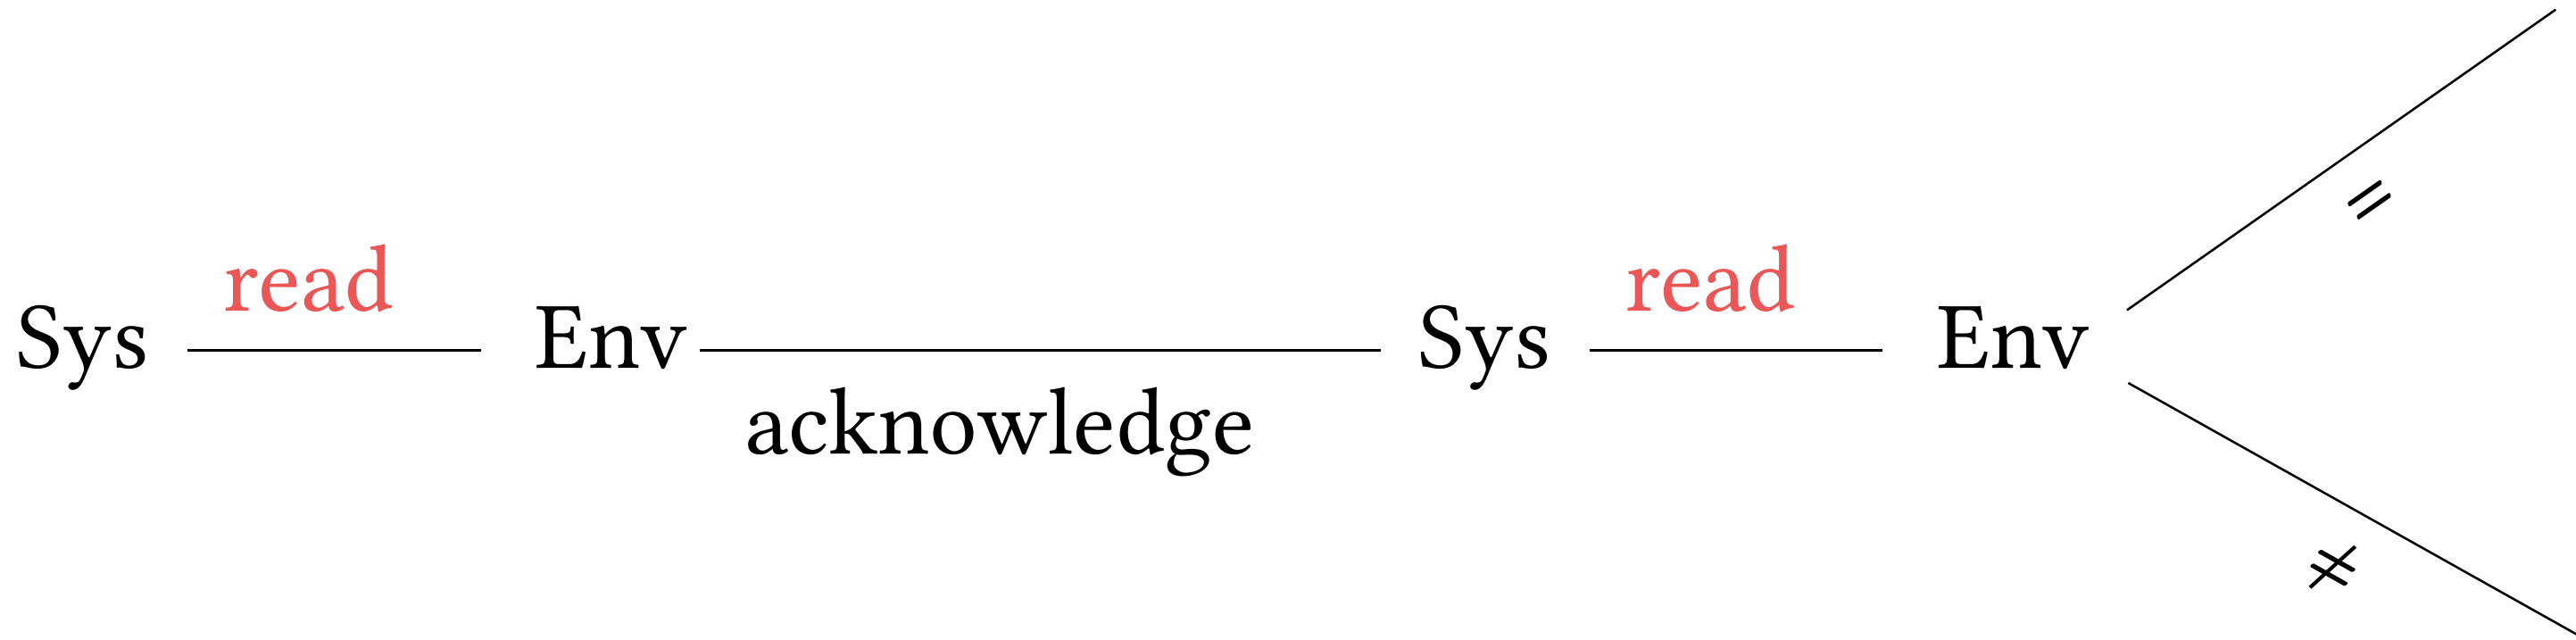 read read
Sys Env Sys Env
acknowledge
=
≠